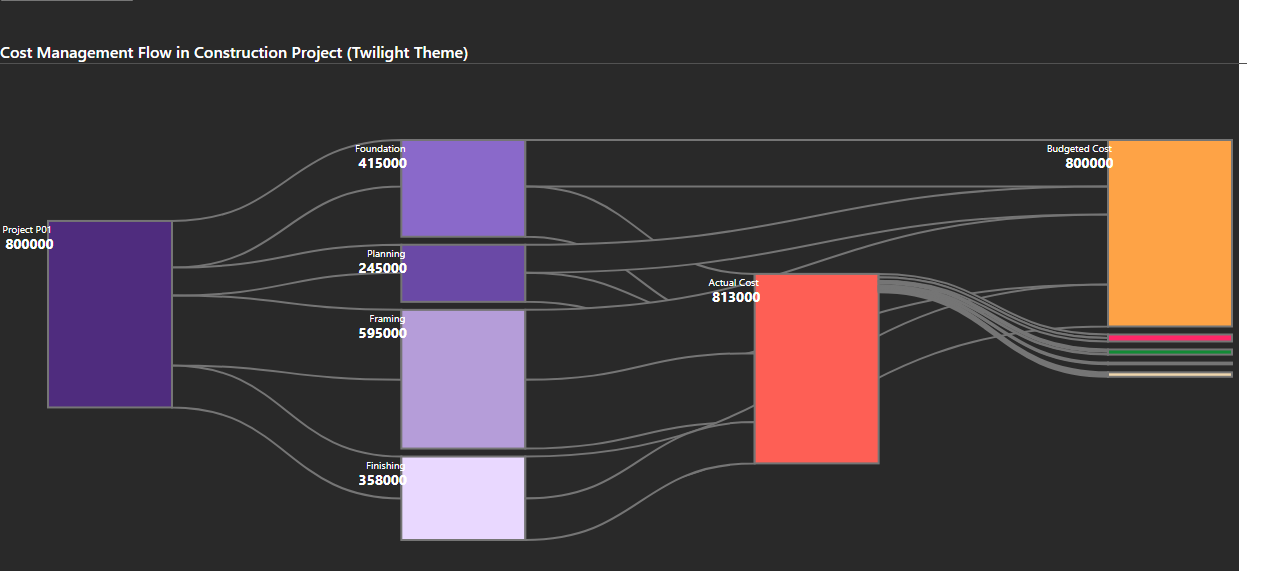 Cost Management Flow in Construction Project (Twilight Theme)
Project P01
800000
Foundation
415000
Planning
245000
Framing
595000
Finishing
358000
Actual Cost
813000
Budgeted Cost
800000